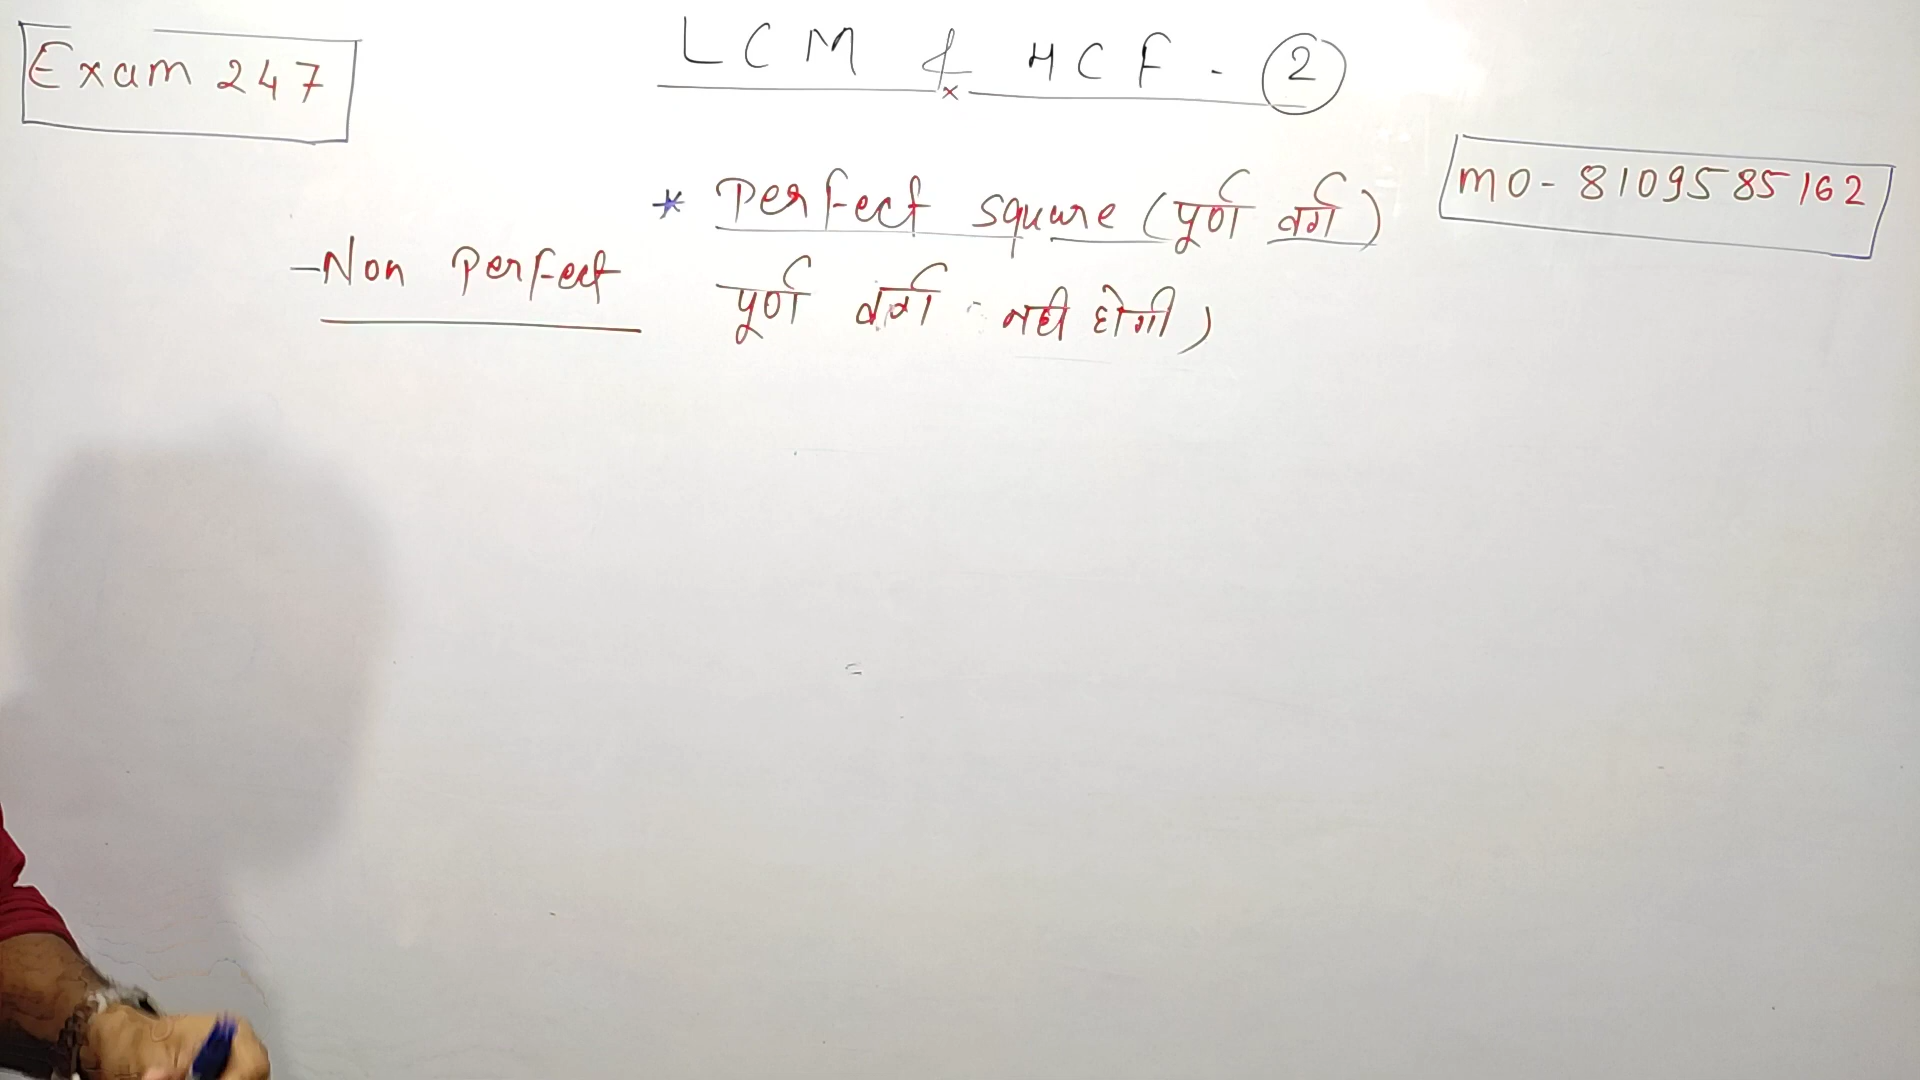 Exam 247
LCM & HCF - 2
MO - 8109585162
* Perfect square (पूर्ण वर्ग)
- Non Perfect पूर्ण वर्ग नही होगी)